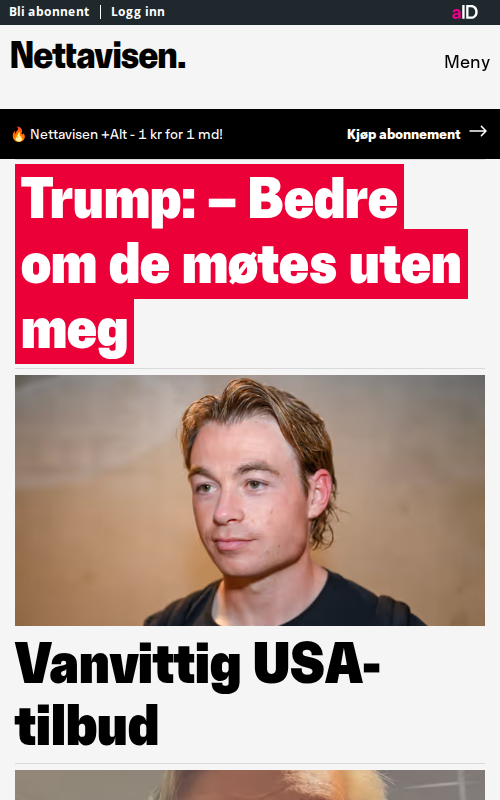 Bli abonnent | Logg inn
aID
Nettavisen.
Meny
🔥 Nettavisen +Alt - 1 kr for 1 md!
Kjøp abonnement →
Trump: – Bedre
om de møtes uten
meg
Vanvittig USA-
tilbud